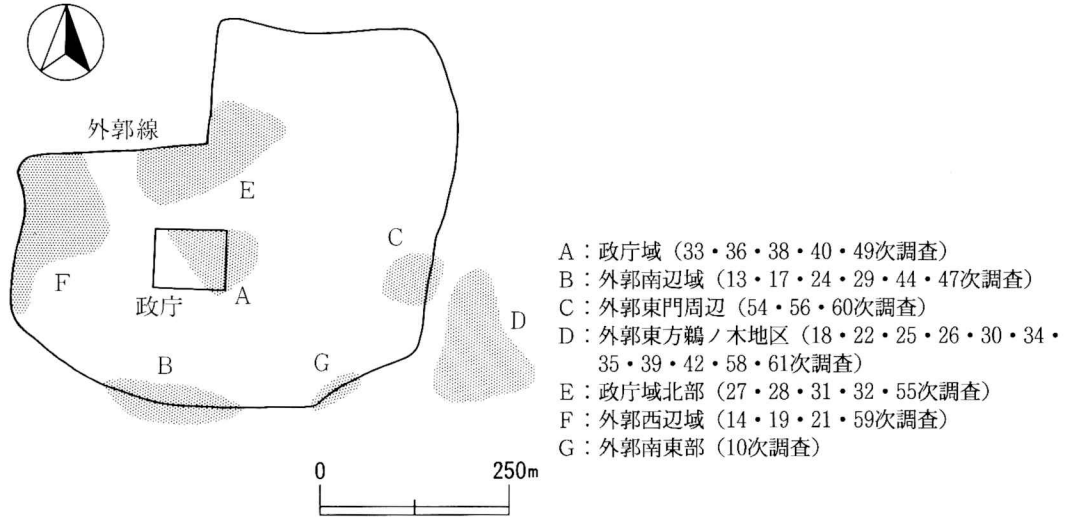 外郭線
E
C
F
政庁
A
D
B
G
0 250m
A：政庁域（33・36・38・40・49次調査）
B：外郭南辺域（13・17・24・29・44・47次調査）
C：外郭東門周辺（54・56・60次調査）
D：外郭東方鵜ノ木地区（18・22・25・26・30・34・
35・39・42・58・61次調査）
E：政庁域北部（27・28・31・32・55次調査）
F：外郭西辺域（14・19・21・59次調査）
G：外郭南東部（10次調査）